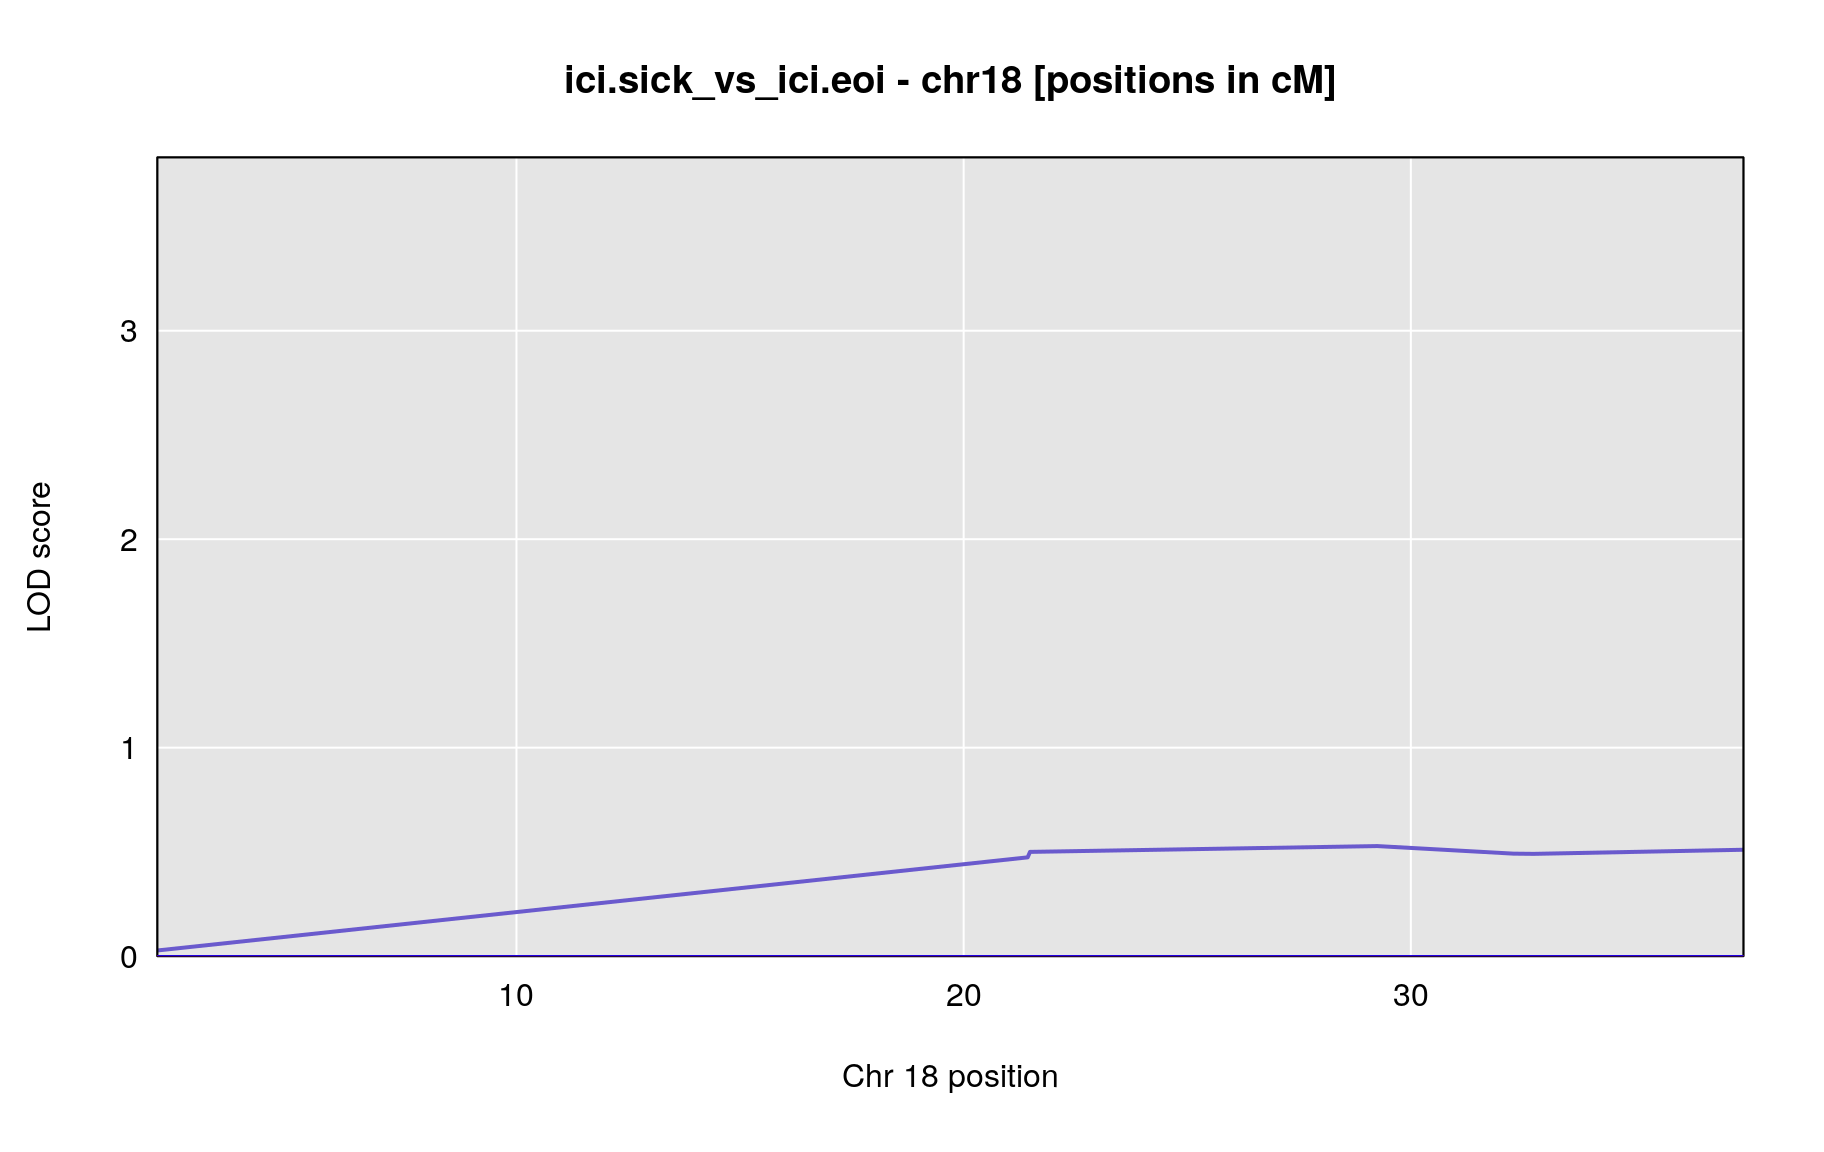 ici.sick_vs_ici.eoi - chr18 [positions in cM]
3
2
1
0
LOD score
10 20 30
Chr 18 position